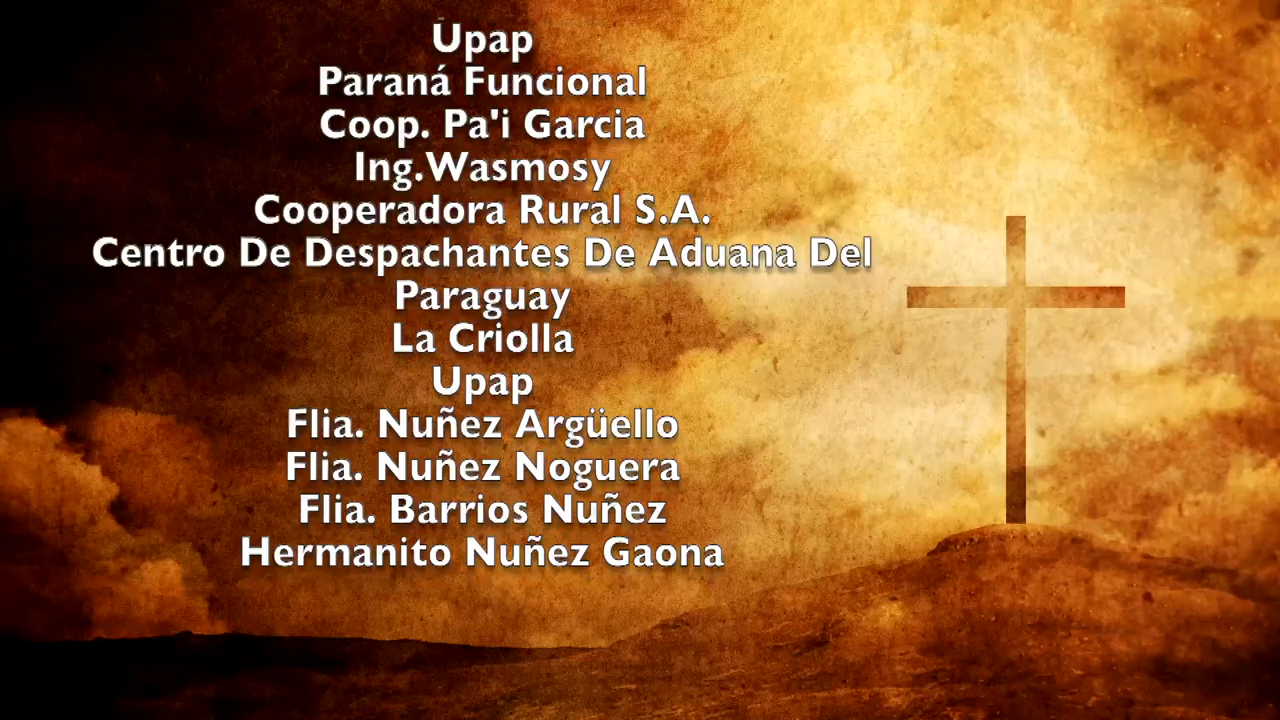 Upap
Paraná Funcional
Coop. Pa'i Garcia
Ing.Wasmosy
Cooperadora Rural S.A.
Centro De Despachantes De Aduana Del
Paraguay
La Criolla
Upap
Flia. Nuñez Argüello
Flia. Nuñez Noguera
Flia. Barrios Nuñez
Hermanito Nuñez Gaona